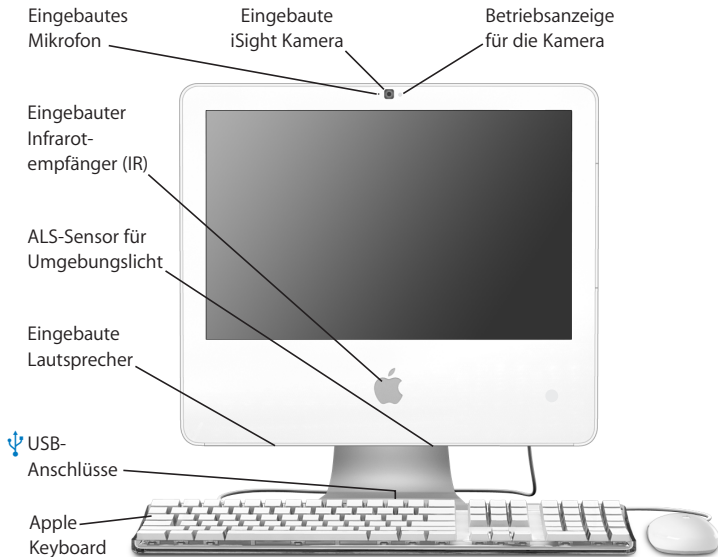 Eingebautes
Mikrofon
Eingebaute
iSight Kamera
Betriebsanzeige
für die Kamera
Eingebauter
Infrarot-
empfänger (IR)
ALS-Sensor für
Umgebungslicht
Eingebaute
Lautsprecher
USB-
Anschlüsse
Apple
Keyboard